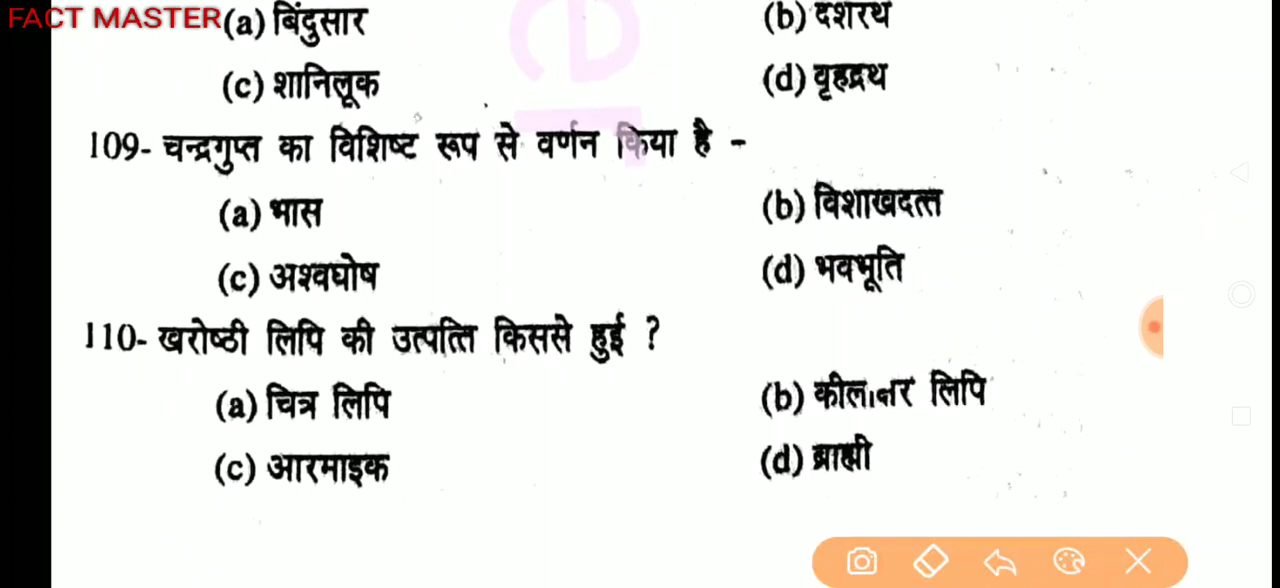 FACT MASTER (a) बिंदुसार (b) दशरथ
(c) शानिलूक (d) वृहद्रथ
109- चन्द्रगुप्त का विशिष्ट रूप से वर्णन किया है -
(a) भास (b) विशाखदत्त
(c) अश्वघोष (d) भवभूति
110- खरोष्ठी लिपि की उत्पत्ति किससे हुई ?
(a) चित्र लिपि (b) कीलाक्षर लिपि
(c) आरमाइक (d) ब्राह्मी